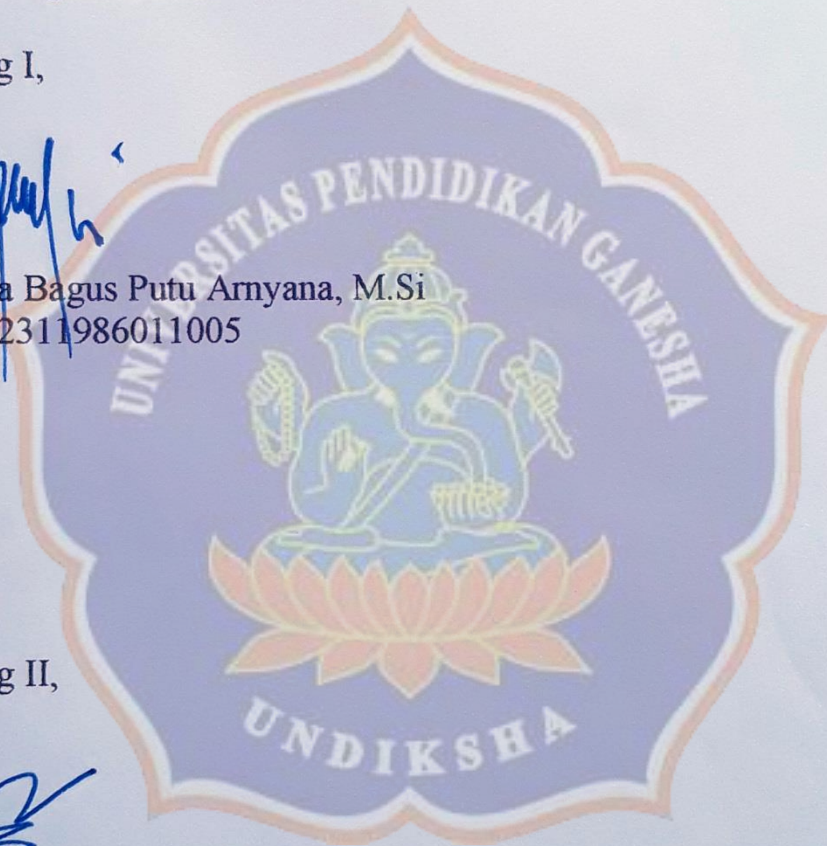 g I,
UNIVERSITAS PENDIDIKAN GANESHA
a Bagus Putu Arnyana, M.Si
2311986011005
g II,
UNDIKSHA